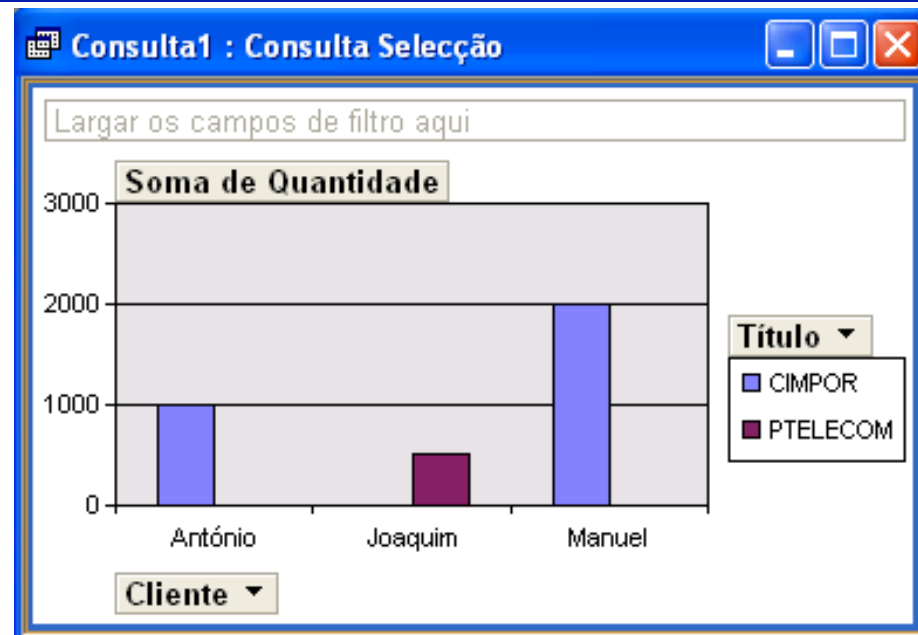 Consulta1 : Consulta Selecção
Largar os campos de filtro aqui
Soma de Quantidade
3000
2000
1000
0
António Joaquim Manuel
Cliente
Título
CIMPOR
PTELECOM